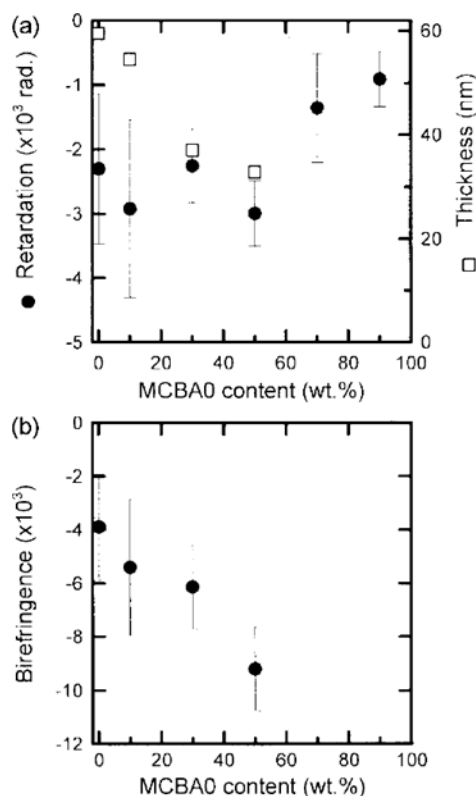 (a)
-0
-1
-2
-3
-4
-5
● Retardation (x10³ rad.)
60
40
20
0
□ Thickness (nm)
0 20 40 60 80 100
MCBA0 content (wt.%)
(b)
0
-2
-4
-6
-8
-10
-12
Birefringence (x10³)
0 20 40 60 80 100
MCBA0 content (wt.%)